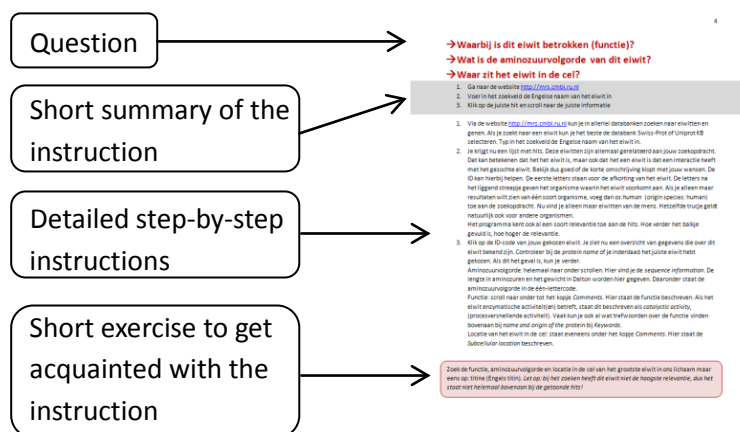 4
Question
Short summary of the
instruction
Detailed step-by-step
instructions
Short exercise to get
acquainted with the
instruction
→Waarbij is dit eiwit betrokken (functie)?
→Wat is de aminozuurvolgorde van dit eiwit?
→Waar zit het eiwit in de cel?
1. Ga naar de website http://mrs.cmbi.ru.nl
2. Voer in het zoekveld de Engelse naam van het eiwit in
3. Klik op de juiste hit en scroll naar de juiste informatie
1. Via de website http://mrs.cmbi.ru.nl kun je in allerlei databanken zoeken naar eiwitten en
genen. Als je zoekt naar een eiwit kun je het beste de databank Swiss-Prot of Uniprot KB
selecteren. Typ in het zoekveld de Engelse naam van het eiwit in.
2. Je krijgt nu een lijst met hits. Deze eiwitten zijn allemaal gerelateerd aan jouw zoekopdracht.
Dat kan betekenen dat het het eiwit is, maar ook dat het een eiwit is dat een interactie heeft
met het gezochte eiwit. Bekijk dus goed of de korte omschrijving klopt met jouw wensen. De
ID kan hierbij helpen. De eerste letters staan voor de afkorting van het eiwit. De letters na
het liggend streepje geven het organisme waarin het eiwit voorkomt aan. Als je alleen maar
resultaten wilt zien van één soort organisme, voeg dan os:human (origin species: human)
toe aan de zoekopdracht. Nu vind je alleen maar eiwitten van de mens. Hetzelfde trucje geldt
natuurlijk ook voor andere organismen.
Het programma kent ook al een soort relevantie toe aan de hits. Hoe verder het balkje
gevuld is, hoe hoger de relevantie.
3. Klik op de ID-code van jouw gekozen eiwit. Je ziet nu een overzicht van gegevens die over dit
eiwit bekend zijn. Controleer bij de protein name of je inderdaad het juiste eiwit hebt
gekozen. Als dit het geval is, kun je verder.
Aminozuurvolgorde: helemaal naar onder scrollen. Hier vind je de sequence information. De
lengte in aminozuren en het gewicht in Dalton worden hier gegeven. Daaronder staat de
aminozuurvolgorde in de één-lettercode.
Functie: scroll naar onder tot het kopje Comments. Hier staat de functie beschreven. Als het
eiwit enzymatische activiteit(en) betreft, staat dit beschreven als catalytic activity,
(procesversnellende activiteit). Vaak kun je ook al wat trefwoorden over de functie vinden
bovenaan bij name and origin of the protein bij Keywords.
Locatie van het eiwit in de cel: staat eveneens onder het kopje Comments. Hier staat de
Subcellular location beschreven.
Zoek de functie, aminozuurvolgorde en locatie in de cel van het grootste eiwit in ons lichaam maar
eens op: titine (Engels titin). Let op: bij het zoeken heeft dit eiwit niet de hoogste relevantie, dus het
staat niet helemaal bovenaan bij de getoonde hits!